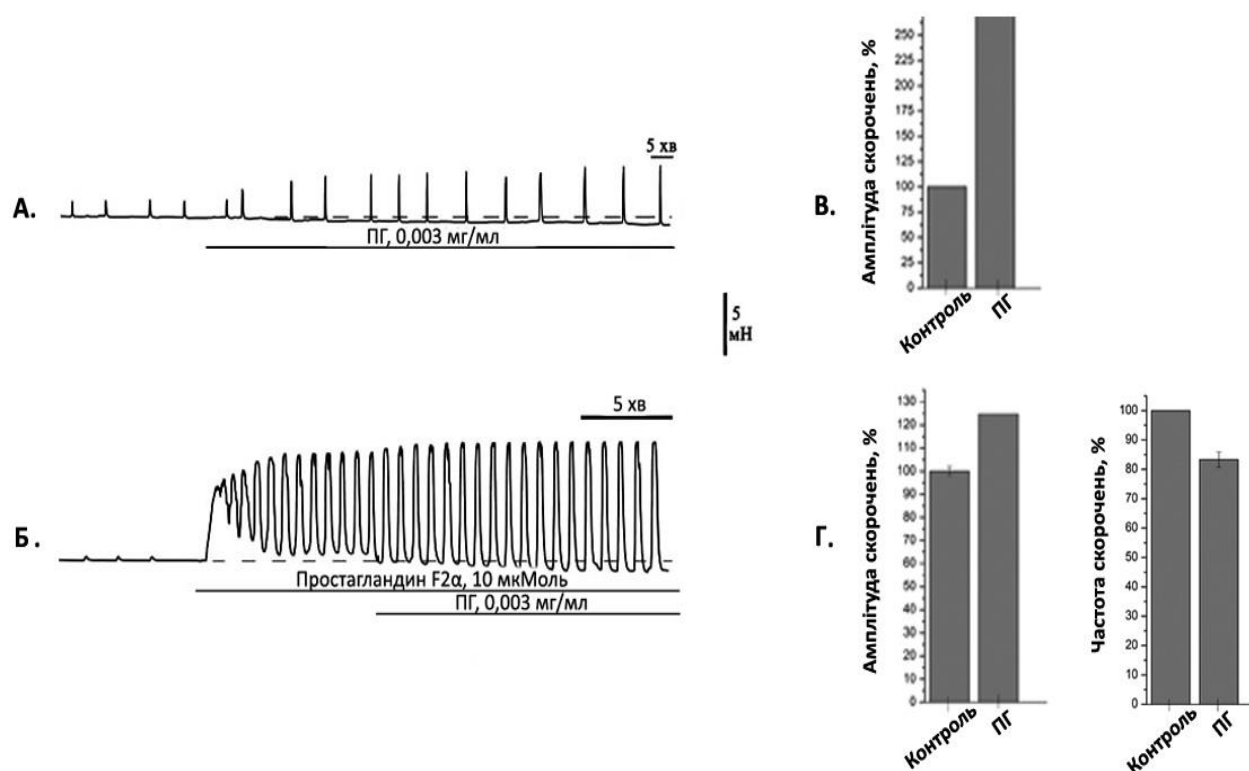 А.
5 хв
ПГ, 0,003 мг/мл
5
мН
В.
Амплітуда скорочень, %
250
225
200
175
150
125
100
75
50
25
0
Контроль
ПГ
Б.
5 хв
Простагландин F2α, 10 мкМоль
ПГ, 0,003 мг/мл
Г.
Амплітуда скорочень, %
130
120
110
100
90
80
70
60
50
40
30
20
10
0
Контроль
ПГ
Частота скорочень, %
100
90
80
70
60
50
40
30
20
10
0
Контроль
ПГ